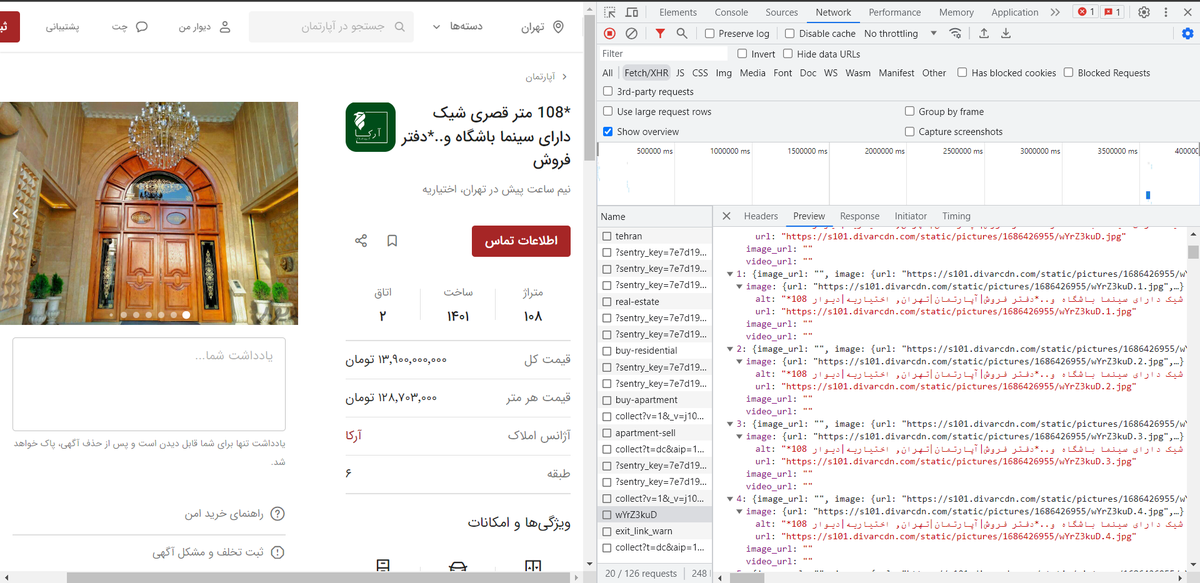 تهران
دسته‌ها
جستجو در آپارتمان
دیوار من
چت
پشتیبانی
آپارتمان
*108 متر قصری شیک
دارای سینما باشگاه و..*دفتر
فروش
آرکا
نیم ساعت پیش در تهران، اختیاریه
اطلاعات تماس
متراژ
ساخت
اتاق
۱۰۸
۱۴۰۱
۲
قیمت کل
۱۳٫۹۰۰٫۰۰۰٫۰۰۰ تومان
قیمت هر متر
۱۲۸٫۷۰۳٫۰۰۰ تومان
آژانس املاک
آرکا
طبقه
۶
ویژگی‌ها و امکانات
یادداشت شما...
یادداشت تنها برای شما قابل دیدن است و پس از حذف آگهی، پاک خواهد
شد.
راهنمای خرید امن
ثبت تخلف و مشکل آگهی
Elements Console Sources Network Performance Memory Application 1 1
Preserve log Disable cache No throttling
Filter Invert Hide data URLs
All Fetch/XHR JS CSS Img Media Font Doc WS Wasm Manifest Other Has blocked cookies Blocked Requests
3rd-party requests
Use large request rows Group by frame
Show overview Capture screenshots
500000 ms 1000000 ms 1500000 ms 2000000 ms 2500000 ms 3000000 ms 3500000 ms 400000
Name
tehran
?sentry_key=7e7d19...
?sentry_key=7e7d19...
?sentry_key=7e7d19...
real-estate
?sentry_key=7e7d19...
?sentry_key=7e7d19...
buy-residential
?sentry_key=7e7d19...
?sentry_key=7e7d19...
buy-apartment
collect?v=1&_v=j10...
apartment-sell
collect?t=dc&aip=1...
?sentry_key=7e7d19...
?sentry_key=7e7d19...
collect?v=1&_v=j10...
wYrZ3kuD
exit_link_warn
collect?t=dc&aip=1...
20 / 126 requests 248
Headers Preview Response Initiator Timing
url: "https://s101.divarcdn.com/static/pictures/1686426955/wYrZ3kuD.jpg"
image_url: ""
video_url: ""
1: {image_url: "", image: {url: "https://s101.divarcdn.com/static/pictures/1686426955/w
image: {url: "https://s101.divarcdn.com/static/pictures/1686426955/wYrZ3kuD.1.jpg",…}
alt: "*108 شیک دارای سینما باشگاه و..*دفتر فروش|آپارتمان|تهران, اختیاریه|دیوار
url: "https://s101.divarcdn.com/static/pictures/1686426955/wYrZ3kuD.1.jpg"
image_url: ""
video_url: ""
2: {image_url: "", image: {url: "https://s101.divarcdn.com/static/pictures/1686426955/w
image: {url: "https://s101.divarcdn.com/static/pictures/1686426955/wYrZ3kuD.2.jpg",…}
alt: "*108 شیک دارای سینما باشگاه و..*دفتر فروش|آپارتمان|تهران, اختیاریه|دیوار
url: "https://s101.divarcdn.com/static/pictures/1686426955/wYrZ3kuD.2.jpg"
image_url: ""
video_url: ""
3: {image_url: "", image: {url: "https://s101.divarcdn.com/static/pictures/1686426955/w
image: {url: "https://s101.divarcdn.com/static/pictures/1686426955/wYrZ3kuD.3.jpg",…}
alt: "*108 شیک دارای سینما باشگاه و..*دفتر فروش|آپارتمان|تهران, اختیاریه|دیوار
url: "https://s101.divarcdn.com/static/pictures/1686426955/wYrZ3kuD.3.jpg"
image_url: ""
video_url: ""
4: {image_url: "", image: {url: "https://s101.divarcdn.com/static/pictures/1686426955/w
image: {url: "https://s101.divarcdn.com/static/pictures/1686426955/wYrZ3kuD.4.jpg",…}
alt: "*108 شیک دارای سینما باشگاه و..*دفتر فروش|آپارتمان|تهران, اختیاریه|دیوار
url: "https://s101.divarcdn.com/static/pictures/1686426955/wYrZ3kuD.4.jpg"
image_url: ""
video_url: ""